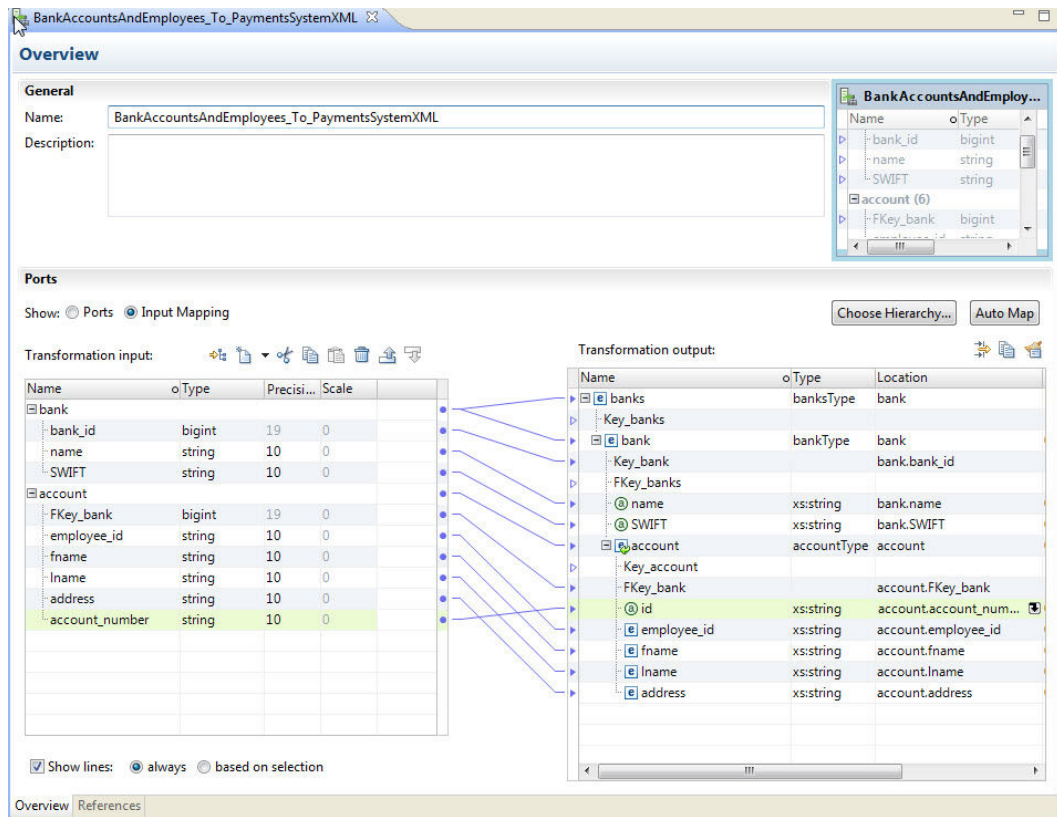 BankAccountsAndEmployees_To_PaymentsSystemXML
Overview
General
Name: BankAccountsAndEmployees_To_PaymentsSystemXML
Description:
BankAccountsAndEmploy...
Name Type
bank_id bigint
name string
SWIFT string
account (6)
FKey_bank bigint
Ports
Show: Ports Input Mapping
Choose Hierarchy... Auto Map
Transformation input:
Name Type Precisi... Scale
bank
bank_id bigint 19 0
name string 10 0
SWIFT string 10 0
account
FKey_bank bigint 19 0
employee_id string 10 0
fname string 10 0
lname string 10 0
address string 10 0
account_number string 10 0
Transformation output:
Name Type Location
e banks banksType bank
Key_banks
e bank bankType bank
Key_bank bank.bank_id
FKey_banks
a name xs:string bank.name
a SWIFT xs:string bank.SWIFT
e account accountType account
Key_account
FKey_bank account.FKey_bank
a id xs:string account.account_num...
e employee_id xs:string account.employee_id
e fname xs:string account.fname
e lname xs:string account.lname
e address xs:string account.address
Show lines: always based on selection
Overview References